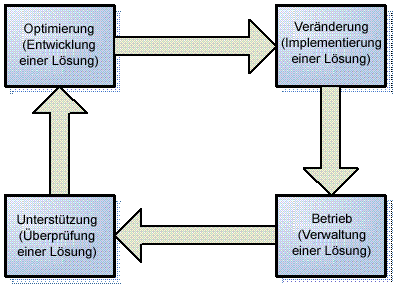 Optimierung
(Entwicklung
einer Lösung)
Veränderung
(Implementierung
einer Lösung)
Unterstützung
(Überprüfung
einer Lösung)
Betrieb
(Verwaltung
einer Lösung)